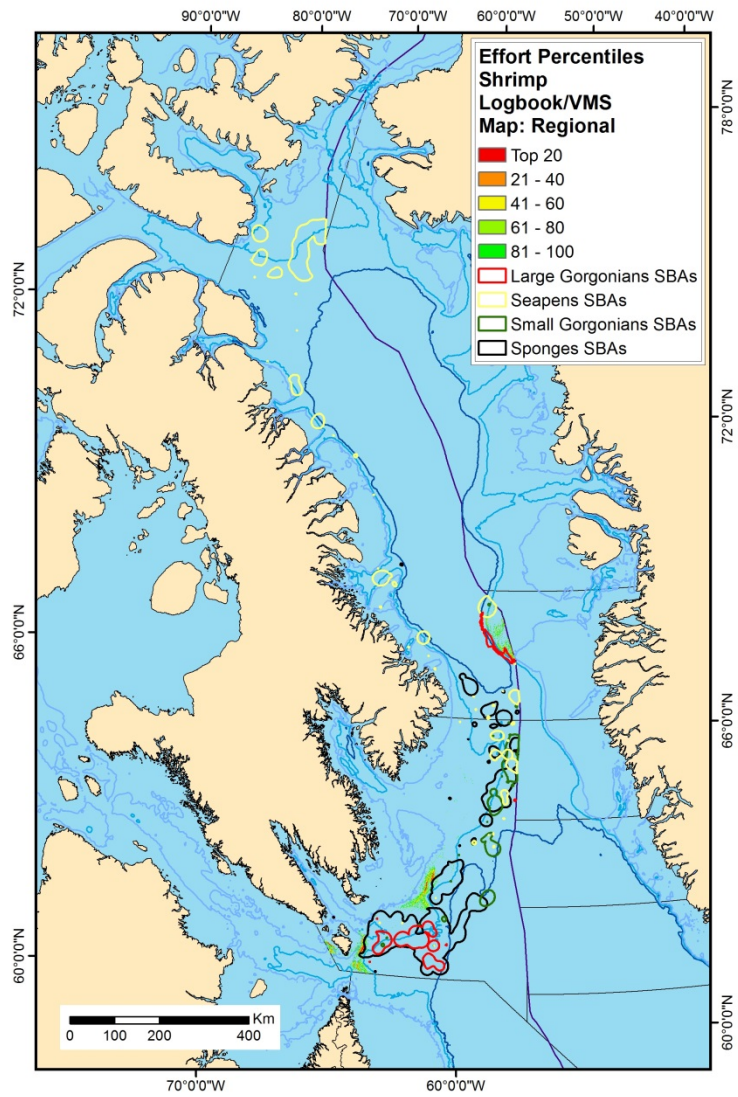 90°0'0"W 80°0'0"W 70°0'0"W 60°0'0"W 50°0'0"W 40°0'0"W
Effort Percentiles
Shrimp
Logbook/VMS
Map: Regional
Top 20
21 - 40
41 - 60
61 - 80
81 - 100
Large Gorgonians SBAs
Seapens SBAs
Small Gorgonians SBAs
Sponges SBAs
78°0'0"N
72°0'0"N
72°0'0"N
66°0'0"N
66°0'0"N
60°0'0"N
60°0'0"N
Km
0 100 200 400
70°0'0"W 60°0'0"W